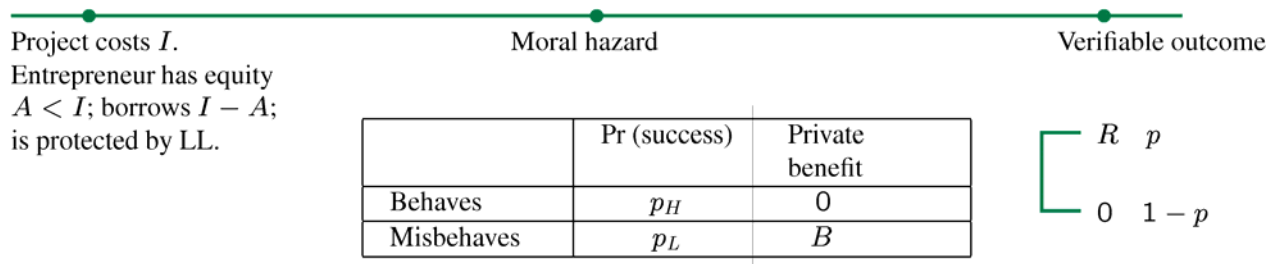 Project costs I.
Entrepreneur has equity
A < I; borrows I − A;
is protected by LL.
Moral hazard
Pr (success) Private
benefit
Behaves p_H 0
Misbehaves p_L B
Verifiable outcome
R p
0 1 − p